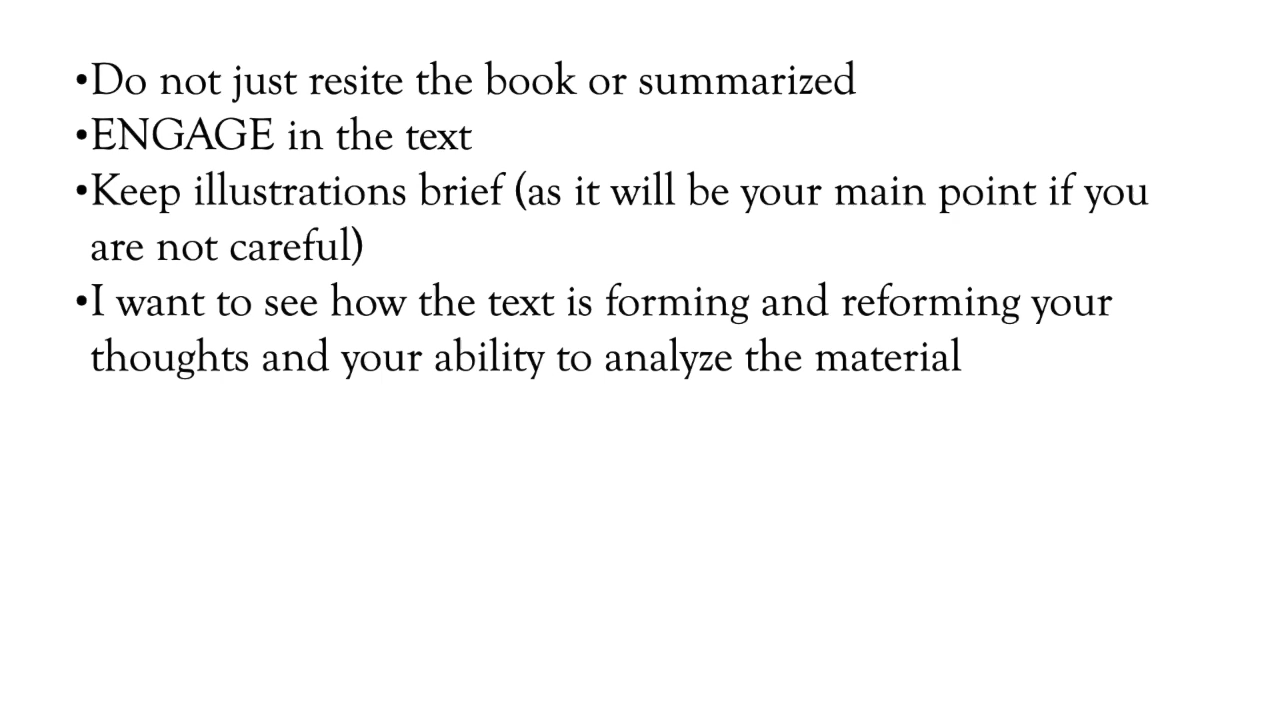 •Do not just resite the book or summarized
•ENGAGE in the text
•Keep illustrations brief (as it will be your main point if you
are not careful)
•I want to see how the text is forming and reforming your
thoughts and your ability to analyze the material